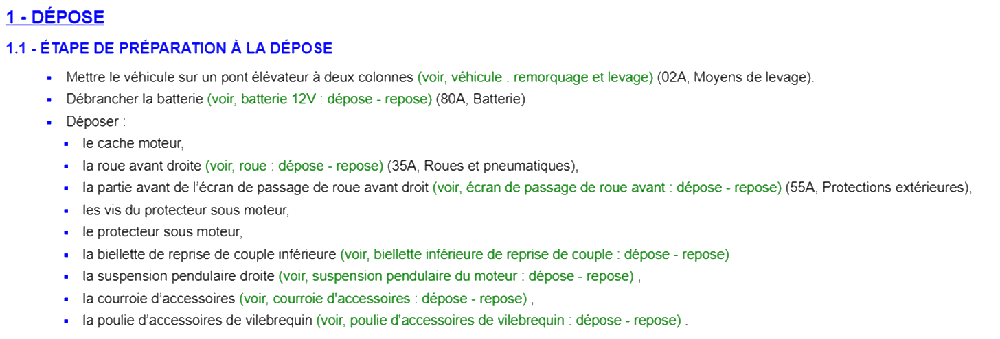 1 - DÉPOSE
1.1 - ÉTAPE DE PRÉPARATION À LA DÉPOSE
▪ Mettre le véhicule sur un pont élévateur à deux colonnes (voir, véhicule : remorquage et levage) (02A, Moyens de levage).
▪ Débrancher la batterie (voir, batterie 12V : dépose - repose) (80A, Batterie).
▪ Déposer :
▪ le cache moteur,
▪ la roue avant droite (voir, roue : dépose - repose) (35A, Roues et pneumatiques),
▪ la partie avant de l’écran de passage de roue avant droit (voir, écran de passage de roue avant : dépose - repose) (55A, Protections extérieures),
▪ les vis du protecteur sous moteur,
▪ le protecteur sous moteur,
▪ la biellette de reprise de couple inférieure (voir, biellette inférieure de reprise de couple : dépose - repose)
▪ la suspension pendulaire droite (voir, suspension pendulaire du moteur : dépose - repose) ,
▪ la courroie d’accessoires (voir, courroie d'accessoires : dépose - repose) ,
▪ la poulie d’accessoires de vilebrequin (voir, poulie d'accessoires de vilebrequin : dépose - repose) .